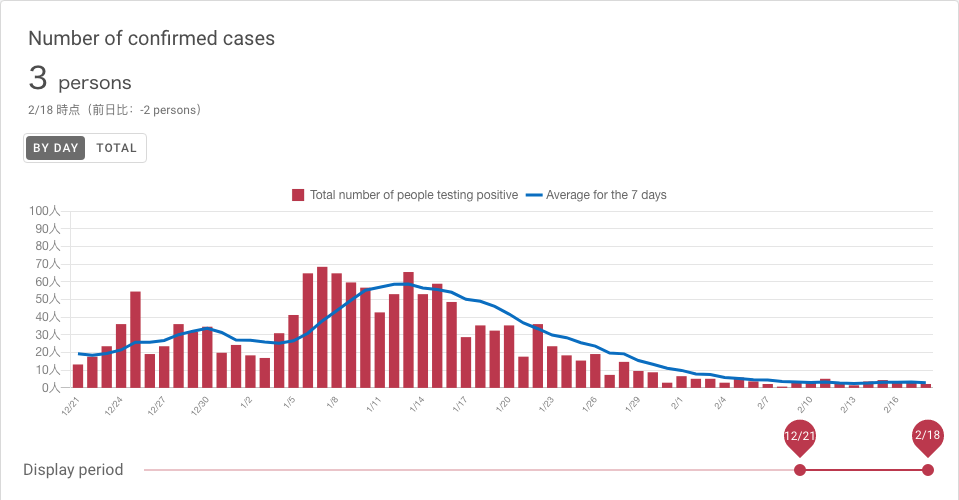 Number of confirmed cases
3 persons
2/18 時点（前日比：-2 persons）
BY DAY TOTAL
Total number of people testing positive Average for the 7 days
100人
90人
80人
70人
60人
50人
40人
30人
20人
10人
0人
12/21 12/24 12/27 12/30 1/2 1/5 1/8 1/11 1/14 1/17 1/20 1/23 1/26 1/29 2/1 2/4 2/7 2/10 2/13 2/16
12/21 2/18
Display period